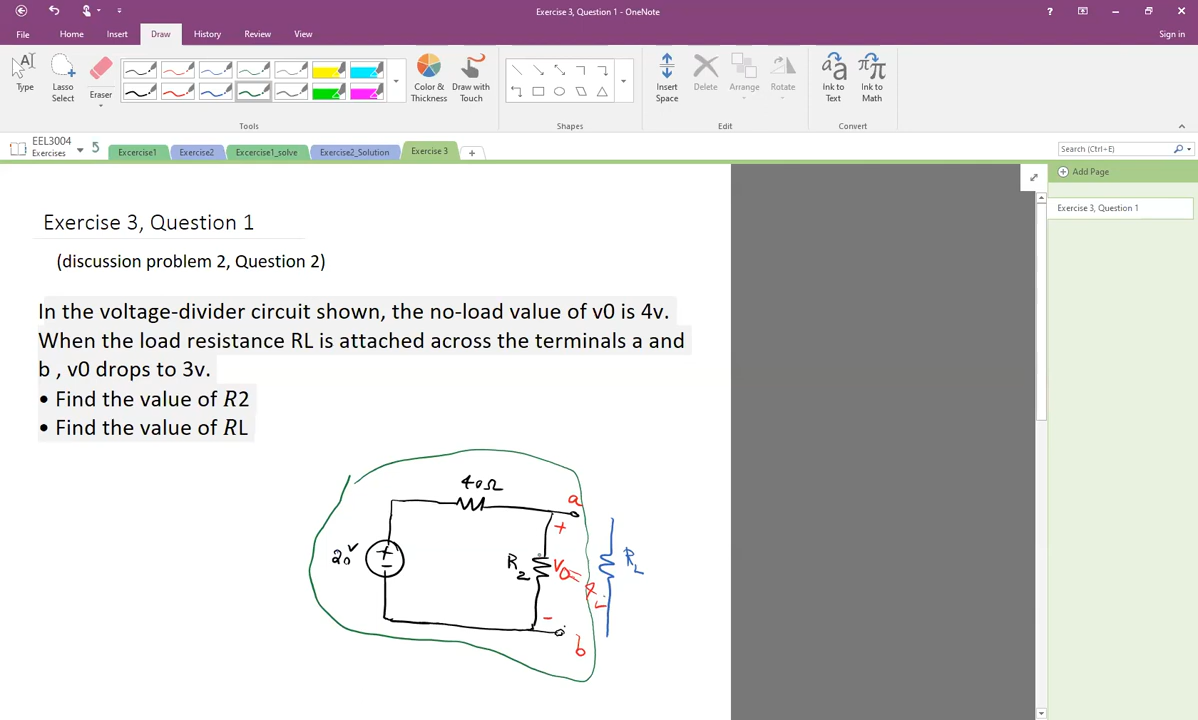 Exercise 3, Question 1 - OneNote
?
File
Home
Insert
Draw
History
Review
View
Sign in
Type
Lasso Select
Eraser
Color & Thickness
Draw with Touch
Insert Space
Delete
Arrange
Rotate
Ink to Text
Ink to Math
Tools
Shapes
Edit
Convert
EEL3004
Exercises
Excercise1
Exercise2
Excercise1_solve
Exercise2_Solution
Exercise 3
Search (Ctrl+E)
Add Page
Exercise 3, Question 1
Exercise 3, Question 1
(discussion problem 2, Question 2)
In the voltage-divider circuit shown, the no-load value of v0 is 4v.
When the load resistance RL is attached across the terminals a and
b , v0 drops to 3v.
• Find the value of R2
• Find the value of RL
40Ω
a
+
20V
+
-
R2
V0=
RL
-
b